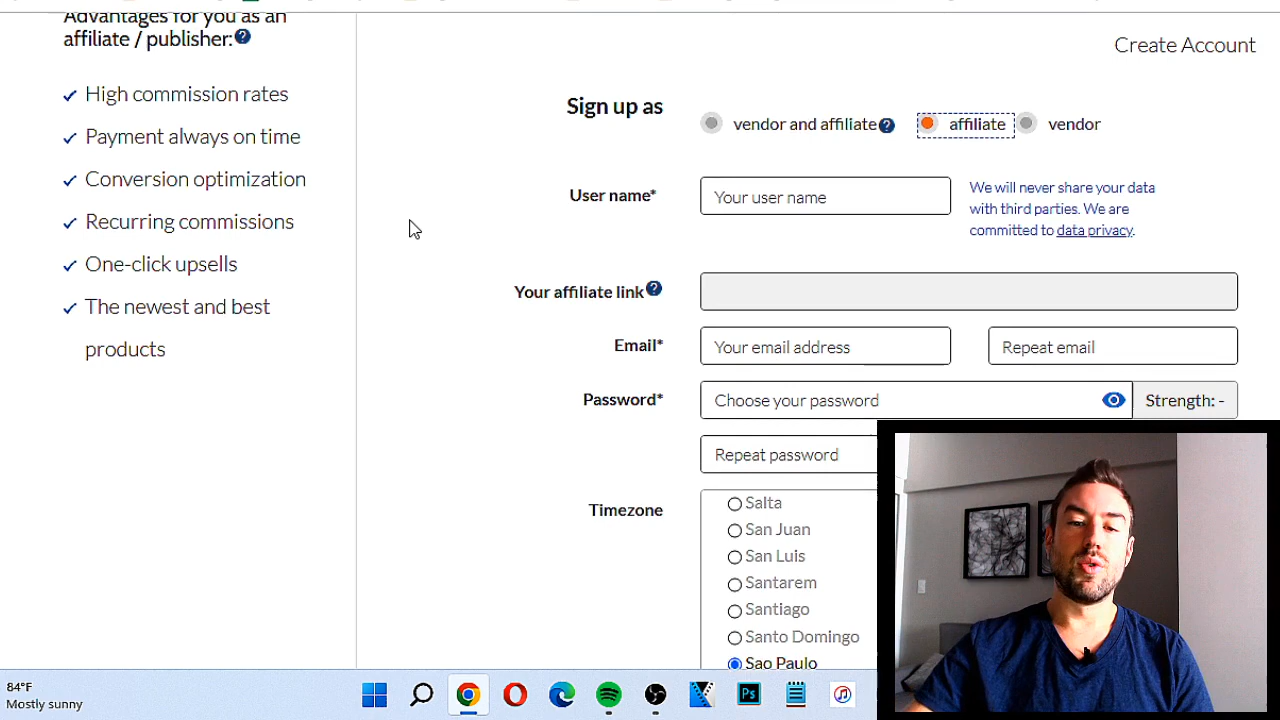 Advantages for you as an
affiliate / publisher:
High commission rates
Payment always on time
Conversion optimization
Recurring commissions
One-click upsells
The newest and best
products
Create Account
Sign up as
vendor and affiliate
affiliate
vendor
User name*
Your user name
We will never share your data
with third parties. We are
committed to data privacy.
Your affiliate link
Email*
Your email address
Repeat email
Password*
Choose your password
Strength: -
Repeat password
Timezone
Salta
San Juan
San Luis
Santarem
Santiago
Santo Domingo
Sao Paulo
84°F
Mostly sunny
Ps